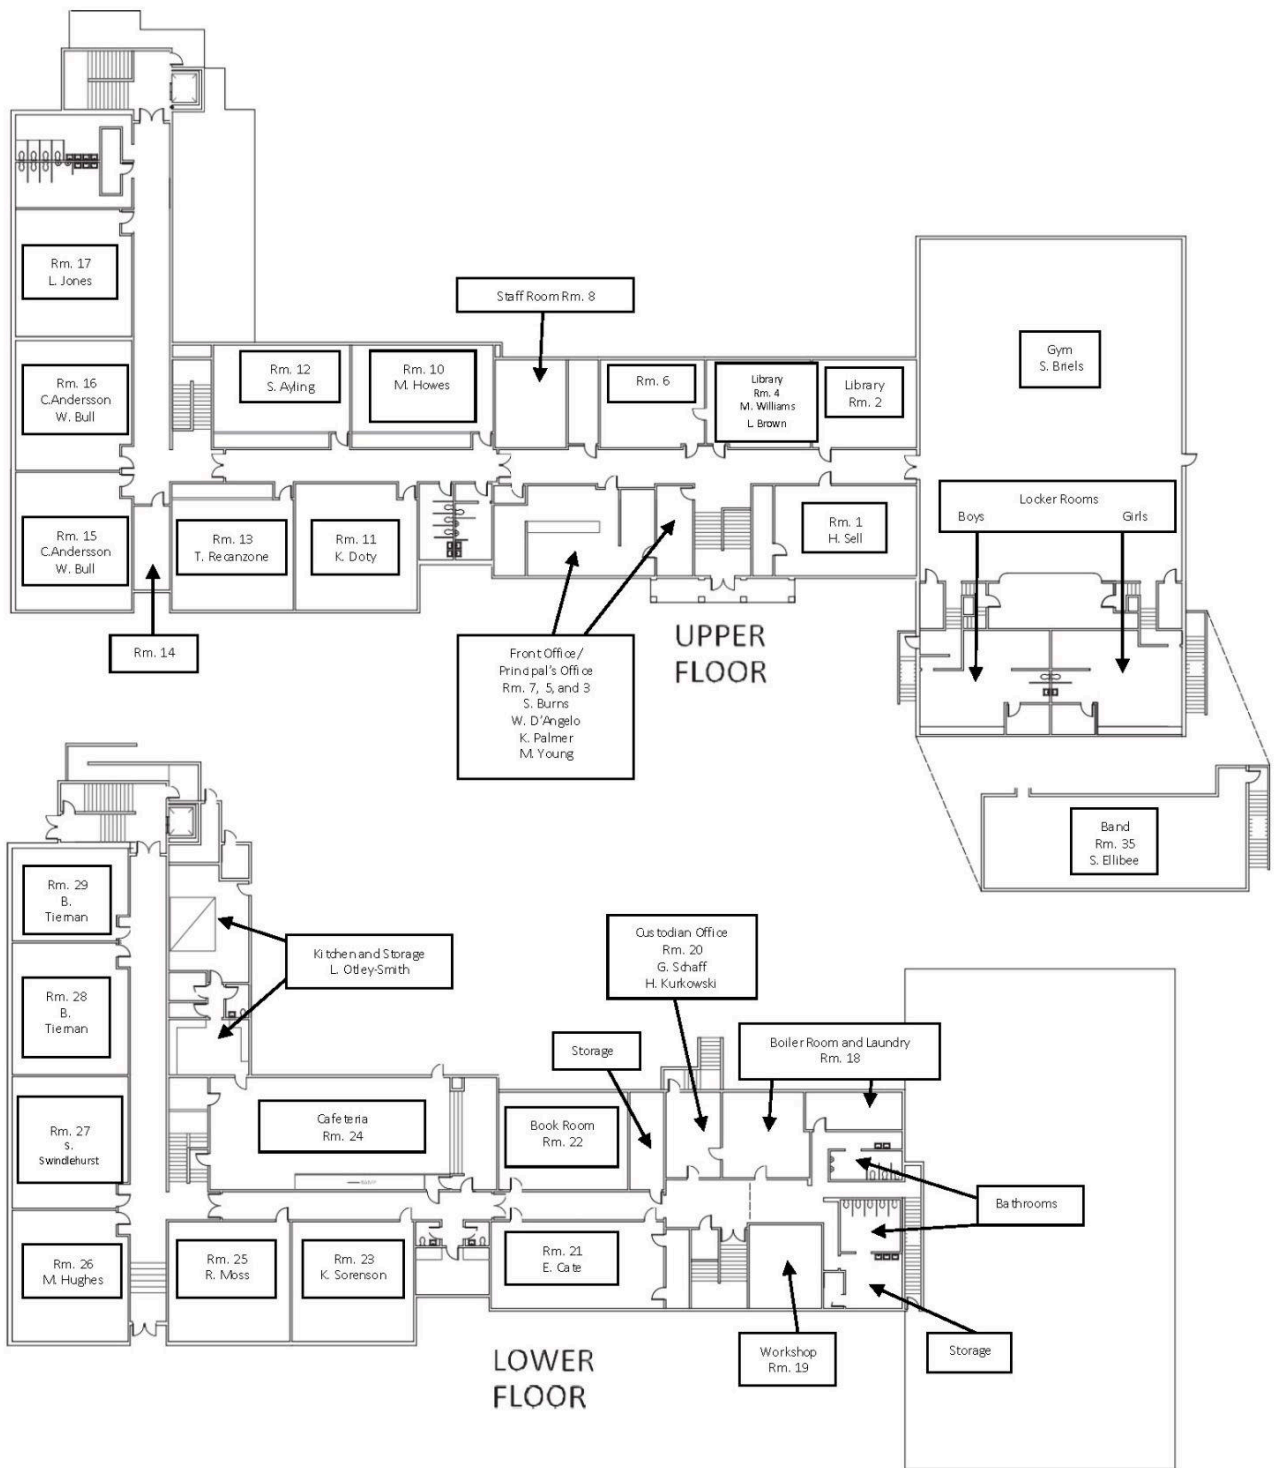 Rm. 17
L. Jones
Staff Room Rm. 8
Rm. 16
C.Andersson
W. Bull
Rm. 12
S. Ayling
Rm. 10
M. Howes
Rm. 6
Library
Rm. 4
M. Williams
L. Brown
Library
Rm. 2
Gym
S. Briels
Locker Rooms
Boys
Girls
Rm. 15
C.Andersson
W. Bull
Rm. 13
T. Recanzone
Rm. 11
K. Doty
Rm. 1
H. Sell
Rm. 14
Front Office/
Principal's Office
Rm. 7, 5, and 3
S. Burns
W. D'Angelo
K. Palmer
M. Young
UPPER
FLOOR
Band
Rm. 35
S. Ellibee
Rm. 29
B.
Tiernan
Kitchen and Storage
L. Otley-Smith
Custodian Office
Rm. 20
G. Schaff
H. Kurkowski
Rm. 28
B.
Tiernan
Storage
Boiler Room and Laundry
Rm. 18
Rm. 27
S.
Swindlehurst
Cafeteria
Rm. 24
Book Room
Rm. 22
Bathrooms
Rm. 26
M. Hughes
Rm. 25
R. Moss
Rm. 23
K. Sorenson
Rm. 21
E. Cate
Workshop
Rm. 19
Storage
LOWER
FLOOR